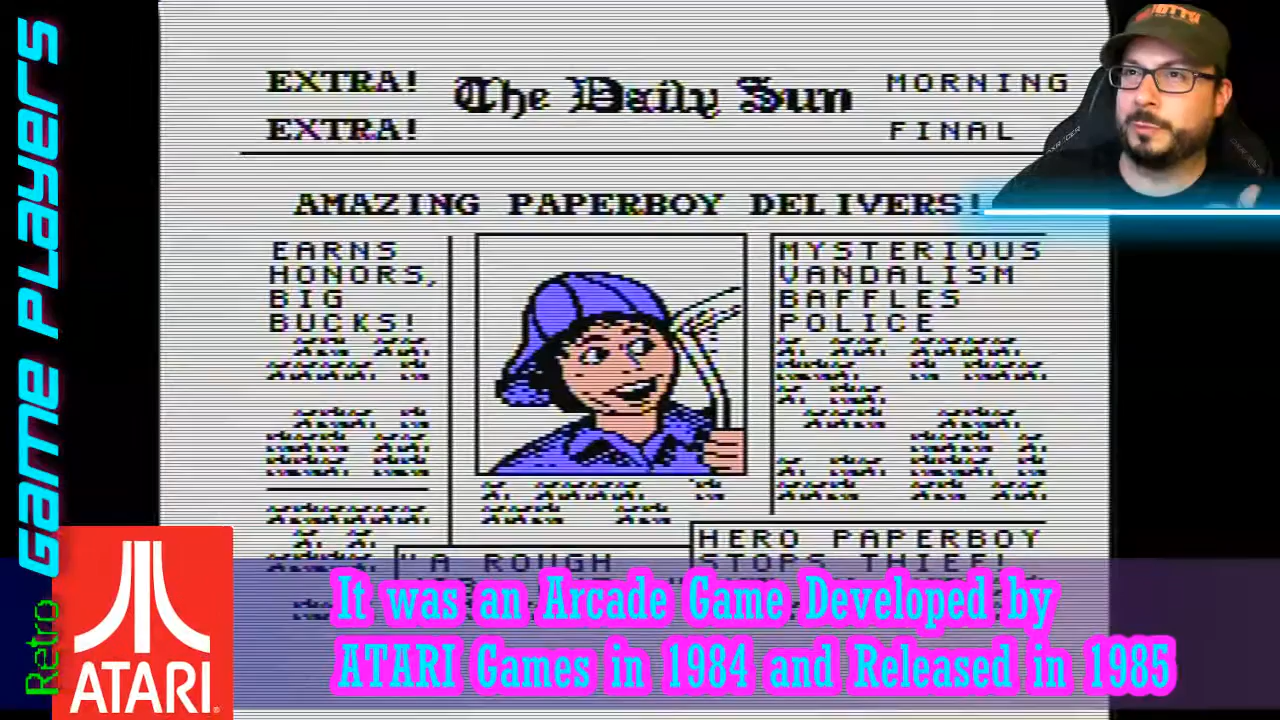 Retro GAME PLAYERS
EXTRA! The Daily Sun MORNING
EXTRA! FINAL
AMAZING PAPERBOY DELIVERS!
EARNS
HONORS,
BIG
BUCKS!
MYSTERIOUS
VANDALISM
BAFFLES
POLICE
"A ROUGH
HERO PAPERBOY
STOPS THIEF!
It was an Arcade Game Developed by
ATARI Games in 1984 and Released in 1985
ATARI